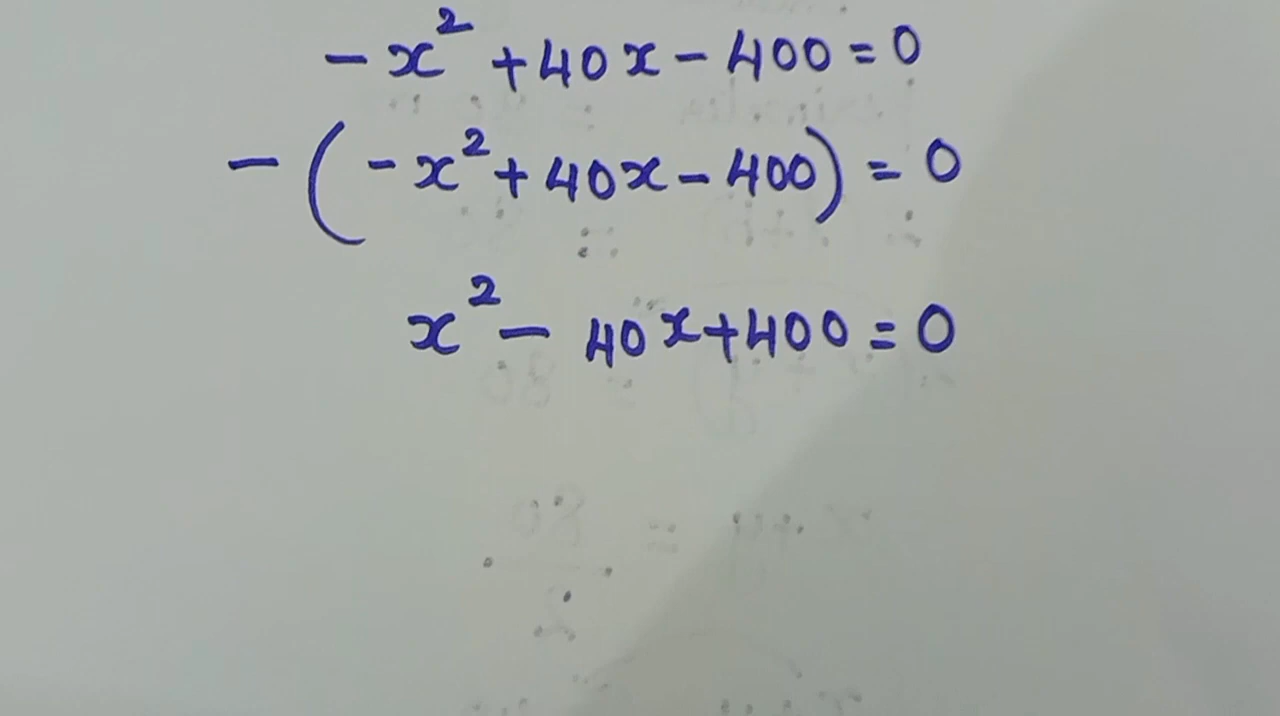 -x² + 40x - 400 = 0
-(-x² + 40x - 400) = 0
x² - 40x + 400 = 0